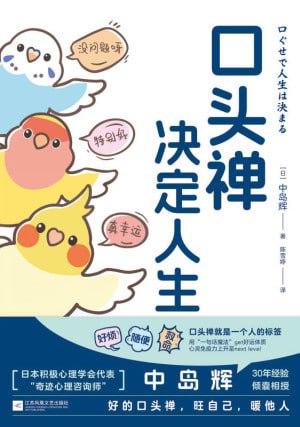 口ぐせで人生は決まる
口头禅
决定人生
没问题呀
特别好
真幸运
[日] 中岛辉 著
陈雪婷 译
好烦
随便
救命
口头禅就是一个人的标签
用“一句话魔法”get好运体质
心灵免疫力上升至next level
日本积极心理学会代表
“奇迹心理咨询师”
中岛辉
30年经验
倾囊相授
好的口头禅，旺自己，暖他人
江苏凤凰文艺出版社